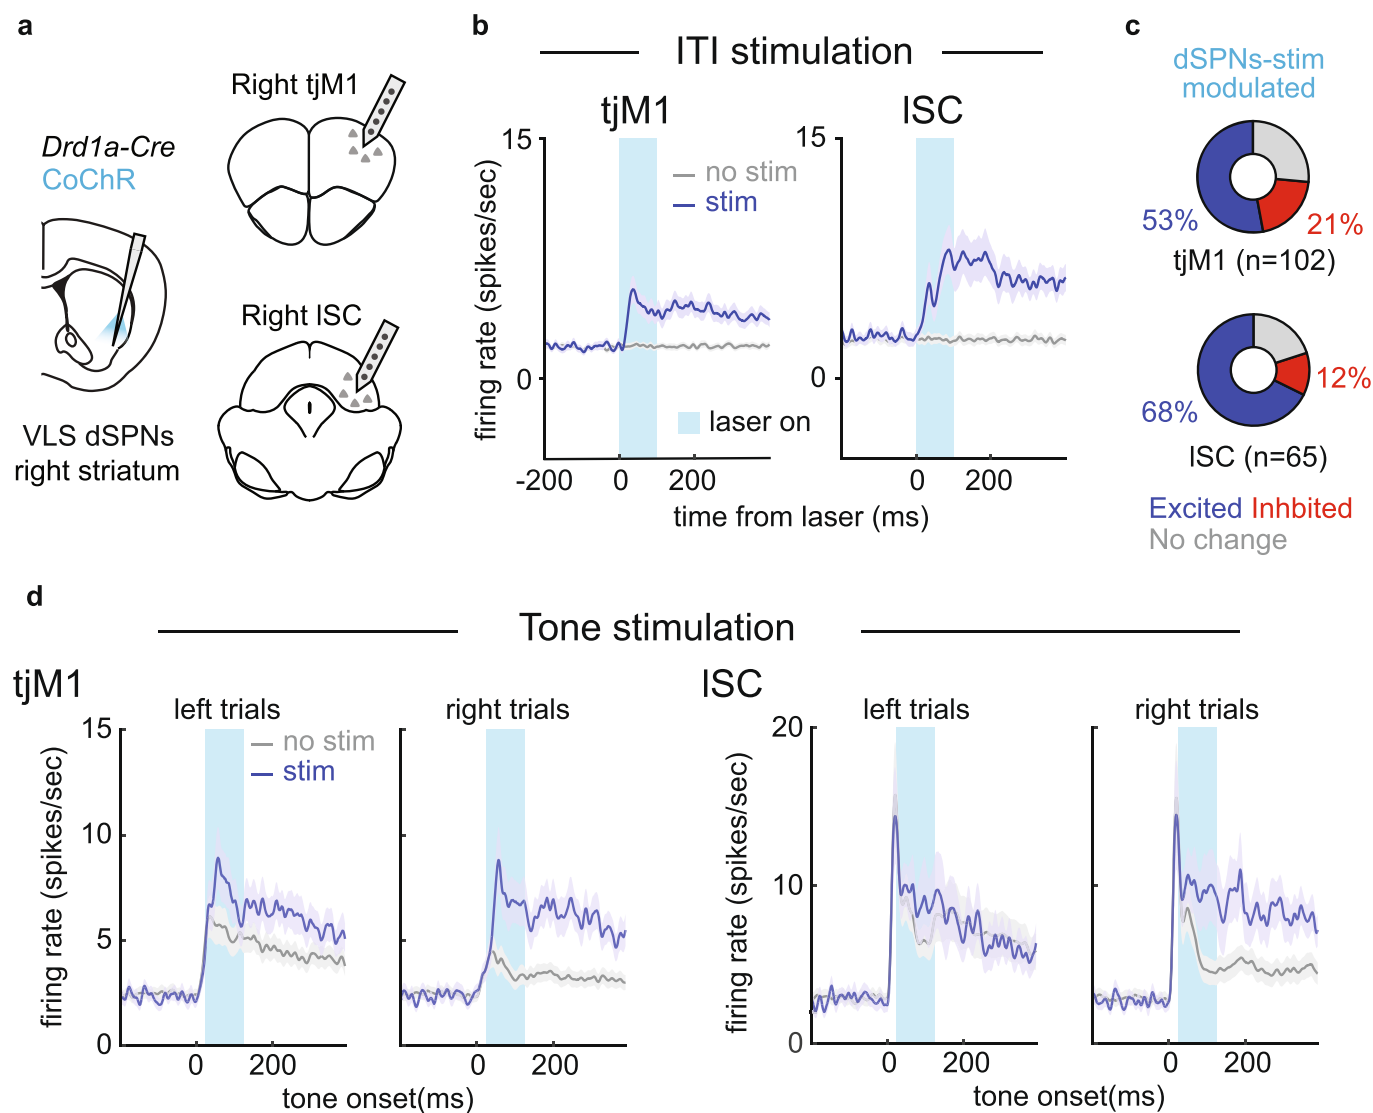 a
Right tjM1
Drd1a-Cre
CoChR
Right lSC
VLS dSPNs
right striatum
b
ITI stimulation
tjM1
lSC
15
15
no stim
stim
firing rate (spikes/sec)
0
0
laser on
-200
0
200
0
200
time from laser (ms)
c
dSPNs-stim
modulated
53%
21%
tjM1 (n=102)
12%
68%
lSC (n=65)
Excited Inhbited
No change
d
Tone stimulation
tjM1
lSC
left trials
right trials
left trials
right trials
15
20
no stim
stim
10
10
5
firing rate (spikes/sec)
firing rate (spikes/sec)
0
0
0
200
0
200
0
200
0
200
tone onset(ms)
tone onset(ms)